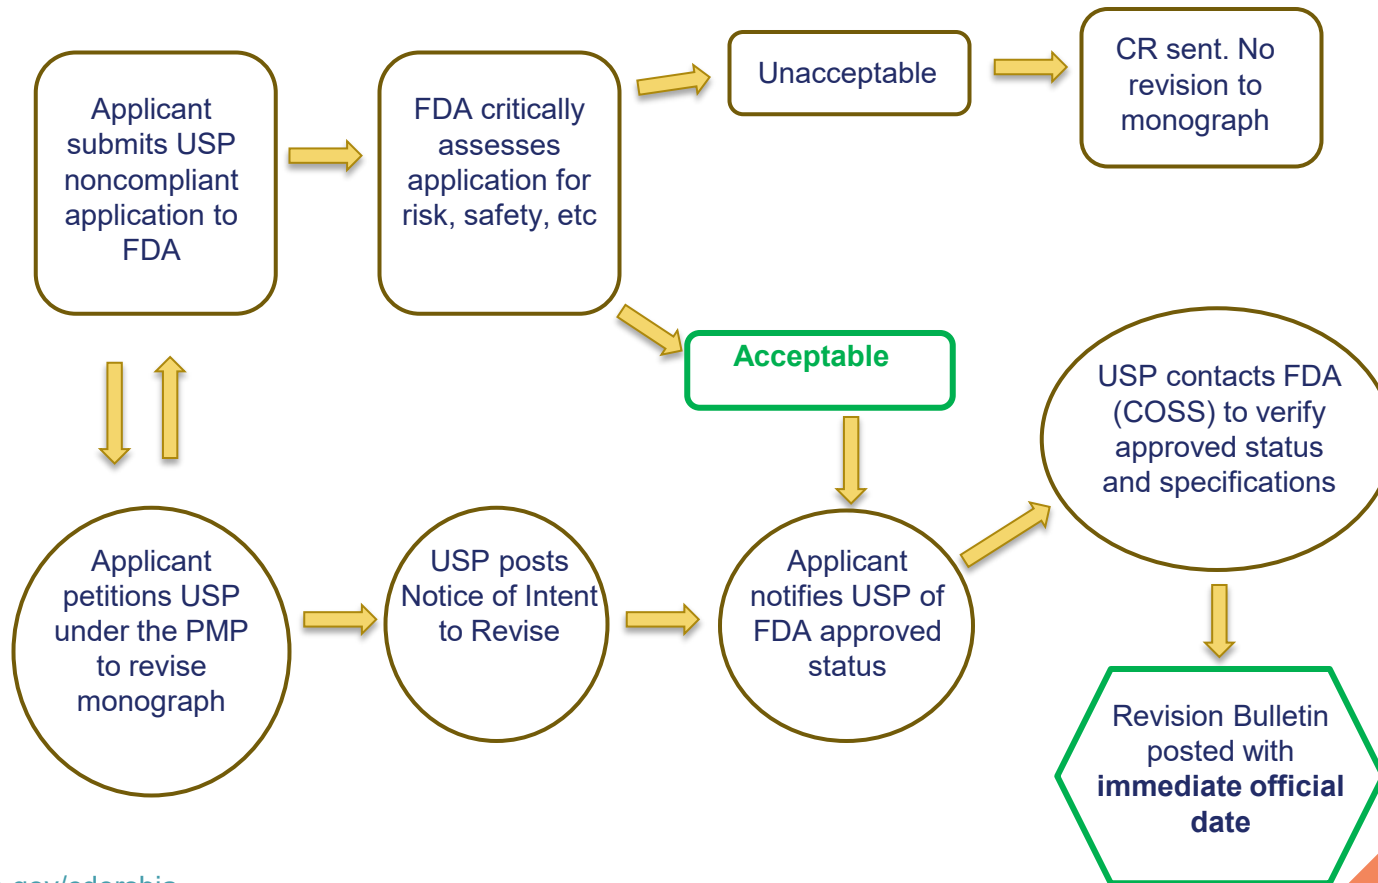 Applicant
submits USP
noncompliant
application to
FDA
FDA critically
assesses
application for
risk, safety, etc
Unacceptable
CR sent. No
revision to
monograph
Acceptable
USP contacts FDA
(COSS) to verify
approved status
and specifications
Applicant
petitions USP
under the PMP
to revise
monograph
USP posts
Notice of Intent
to Revise
Applicant
notifies USP of
FDA approved
status
Revision Bulletin
posted with
immediate official
date